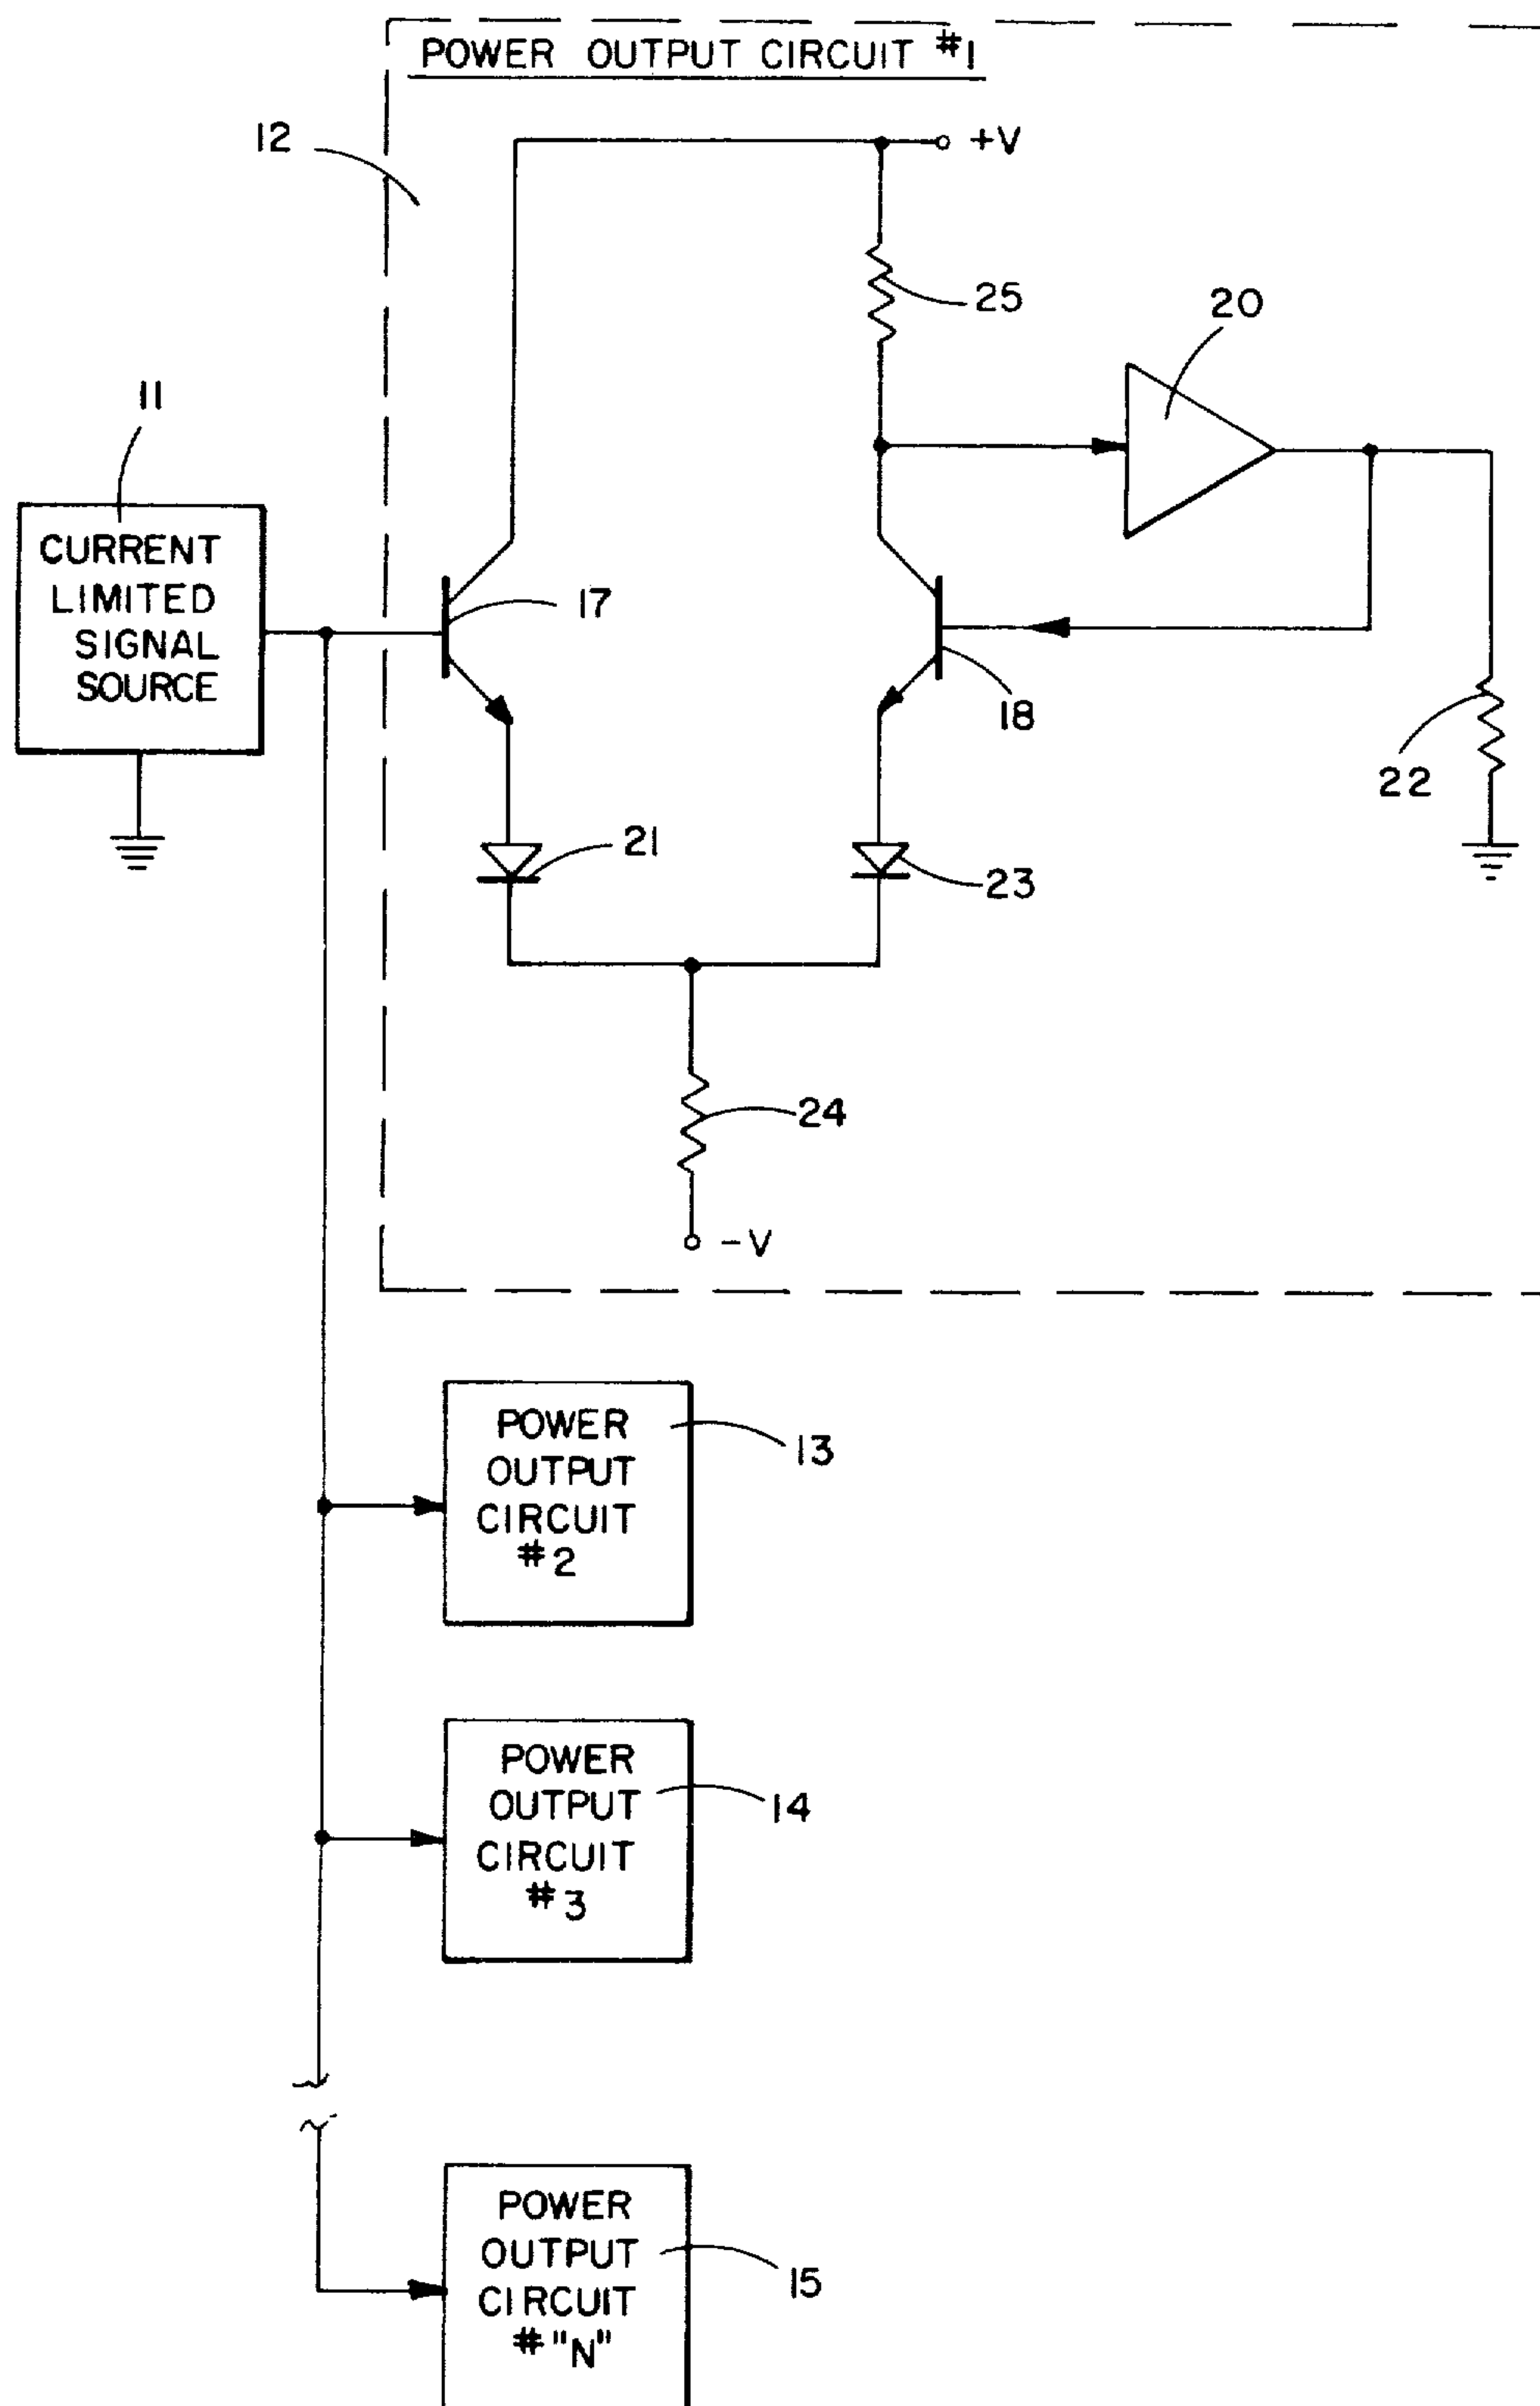 POWER OUTPUT CIRCUIT #1
12
+V
25
20
11
CURRENT
LIMITED
SIGNAL
SOURCE
17
18
22
21
23
24
-V
POWER
OUTPUT
CIRCUIT
#2
13
POWER
OUTPUT
CIRCUIT
#3
14
POWER
OUTPUT
CIRCUIT
#"N"
15